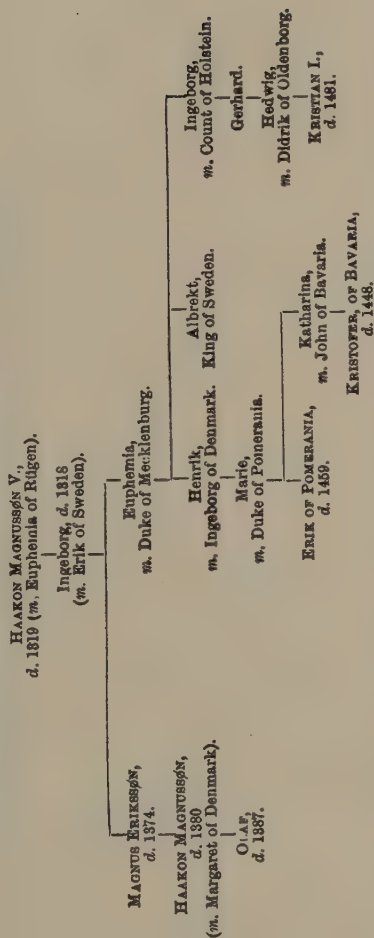 HAAKON MAGNUSSØN V.,
d. 1319 (m. Euphemia of Rügen).
Ingeborg, d. 1318
(m. Erik of Sweden).
MAGNUS ERIKSSØN,
d. 1374.
HAAKON MAGNUSSØN,
d. 1380
(m. Margaret of Denmark).
OLAF,
d. 1387.
Euphemia,
m. Duke of Mecklenburg.
Henrik,
m. Ingeborg of Denmark.
Marie,
m. Duke of Pomerania.
ERIK OF POMERANIA,
d. 1459.
Katharina,
m. John of Bavaria.
KRISTOFER, OF BAVARIA,
d. 1448.
Albrekt,
King of Sweden.
Ingeborg,
m. Count of Holstein.
Gerhard.
Hedwig,
m. Didrik of Oldenborg.
KRISTIAN I.,
d. 1481.